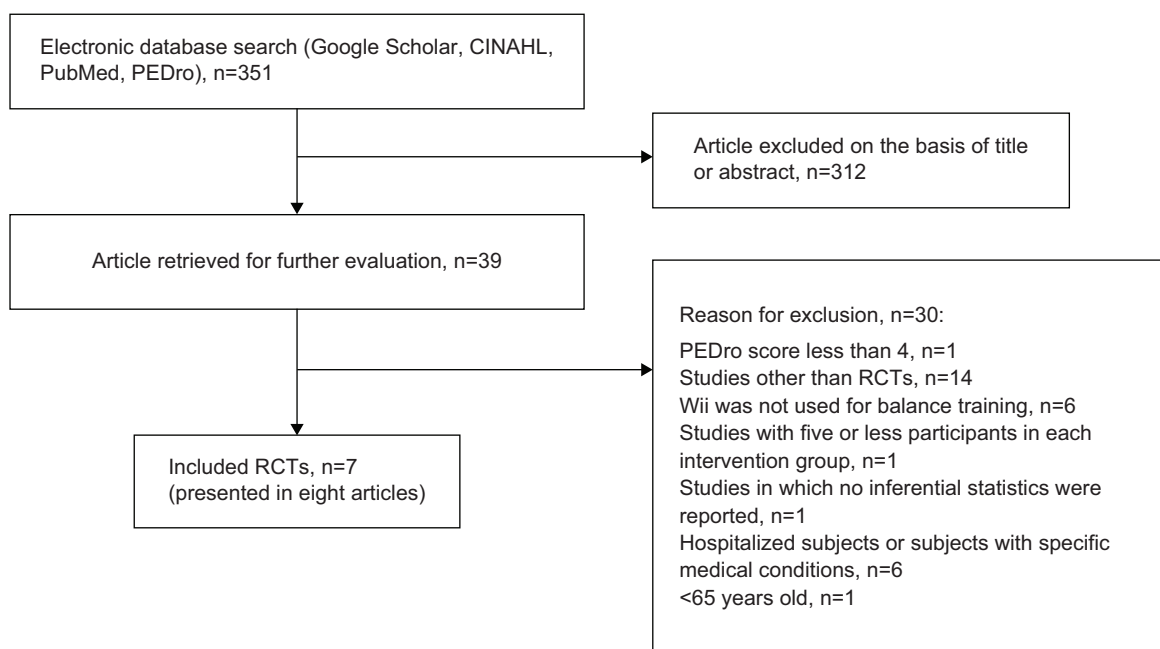 Electronic database search (Google Scholar, CINAHL,
PubMed, PEDro), n=351
Article excluded on the basis of title
or abstract, n=312
Article retrieved for further evaluation, n=39
Reason for exclusion, n=30:
PEDro score less than 4, n=1
Studies other than RCTs, n=14
Wii was not used for balance training, n=6
Studies with five or less participants in each
intervention group, n=1
Studies in which no inferential statistics were
reported, n=1
Hospitalized subjects or subjects with specific
medical conditions, n=6
<65 years old, n=1
Included RCTs, n=7
(presented in eight articles)